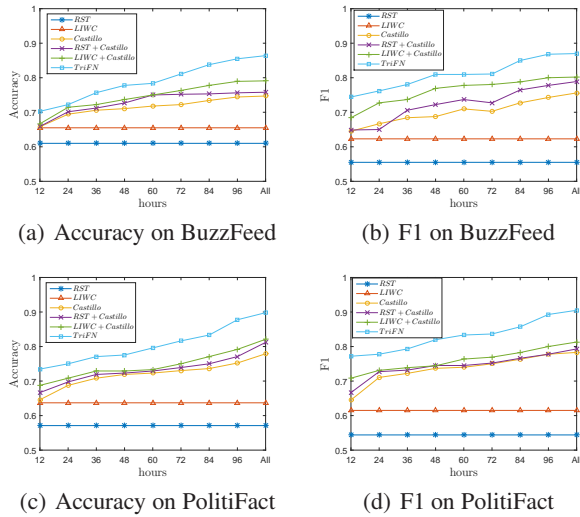 1
0.9
0.8
0.7
0.6
0.5
Accuracy
RST
LIWC
Castillo
RST + Castillo
LIWC + Castillo
TriFN
12 24 36 48 60 72 84 96 All
hours
(a) Accuracy on BuzzFeed
1
0.9
0.8
0.7
0.6
0.5
F1
RST
LIWC
Castillo
RST + Castillo
LIWC + Castillo
TriFN
12 24 36 48 60 72 84 96 All
hours
(b) F1 on BuzzFeed
1
0.9
0.8
0.7
0.6
0.5
Accuracy
RST
LIWC
Castillo
RST + Castillo
LIWC + Castillo
TriFN
12 24 36 48 60 72 84 96 All
hours
(c) Accuracy on PolitiFact
1
0.9
0.8
0.7
0.6
0.5
F1
RST
LIWC
Castillo
RST + Castillo
LIWC + Castillo
TriFN
12 24 36 48 60 72 84 96 All
hours
(d) F1 on PolitiFact